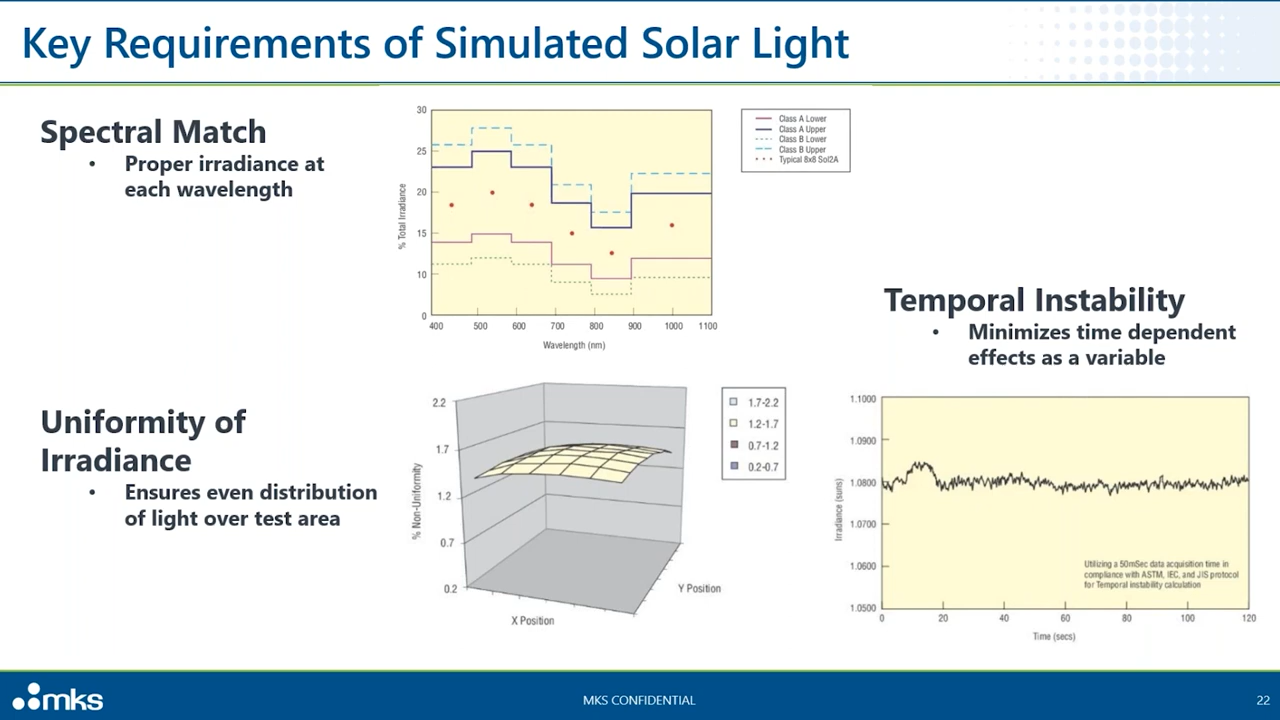 Key Requirements of Simulated Solar Light
Spectral Match
• Proper irradiance at
each wavelength
30
25
20
15
10
0
% Total Irradiance
400 500 600 700 800 900 1000 1100
Wavelength (nm)
Class A Lower
Class A Upper
Class B Lower
Class B Upper
Typical 8x8 Sol2A
Temporal Instability
• Minimizes time dependent
effects as a variable
Uniformity of
Irradiance
• Ensures even distribution
of light over test area
2.2
1.7
1.2
0.7
0.2
% Non-Uniformity
X Position
Y Position
1.7-2.2
1.2-1.7
0.7-1.2
0.2-0.7
1.1000
1.0900
1.0800
1.0700
1.0600
1.0500
Irradiance (suns)
Utilizing a 50mSec data acquisition time in
compliance with ASTM, IEC, and JIS protocol
for Temporal instability calculation
0 20 40 60 80 100 120
Time (secs)
mks
MKS CONFIDENTIAL
22